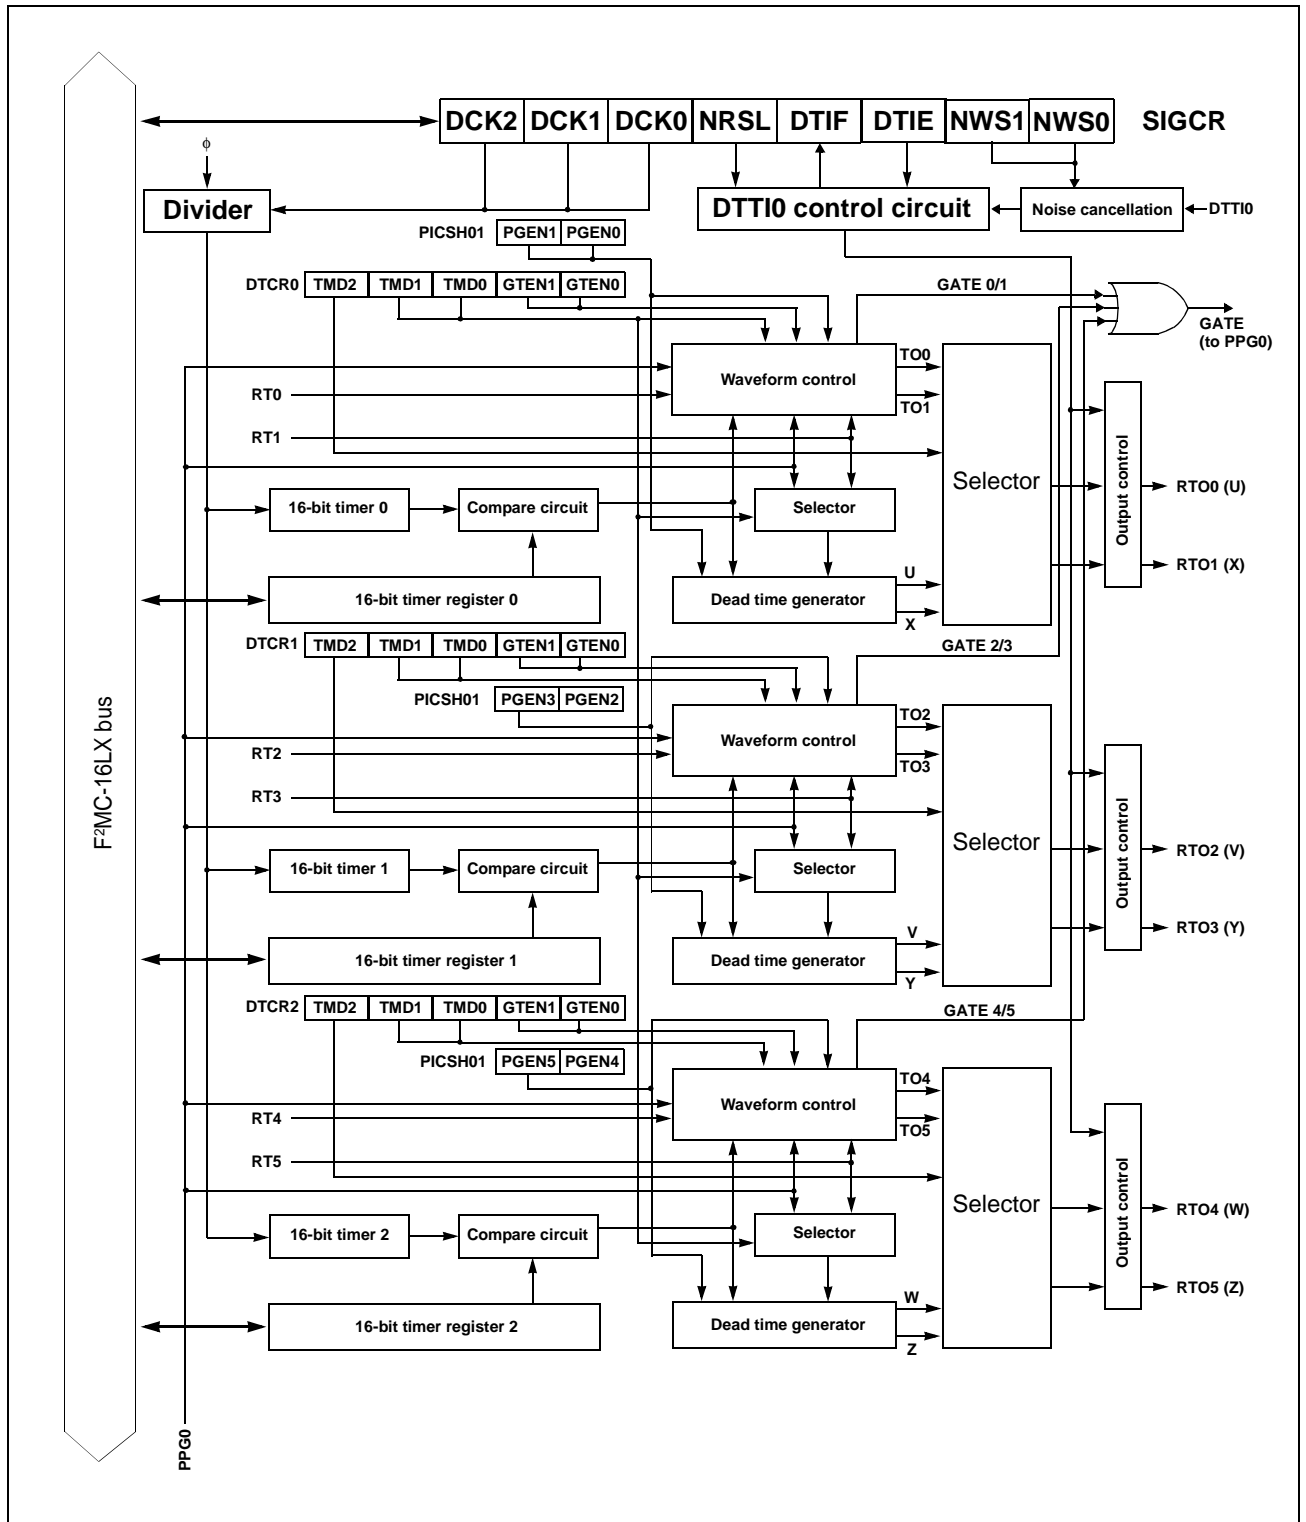 DCK2 DCK1 DCK0 NRSL DTIF DTIE NWS1 NWS0 SIGCR
ϕ
Divider
DTTI0 control circuit
Noise cancellation
DTTI0
PICSH01 PGEN1 PGEN0
DTCR0 TMD2 TMD1 TMD0 GTEN1 GTEN0
GATE 0/1
GATE
(to PPG0)
Waveform control
TO0
TO1
RT0
RT1
Selector
Output control
RTO0 (U)
RTO1 (X)
16-bit timer 0
Compare circuit
Selector
16-bit timer register 0
Dead time generator
U
X
DTCR1 TMD2 TMD1 TMD0 GTEN1 GTEN0
GATE 2/3
PICSH01 PGEN3 PGEN2
Waveform control
TO2
TO3
RT2
RT3
Selector
Output control
RTO2 (V)
RTO3 (Y)
16-bit timer 1
Compare circuit
Selector
16-bit timer register 1
Dead time generator
V
Y
DTCR2 TMD2 TMD1 TMD0 GTEN1 GTEN0
GATE 4/5
PICSH01 PGEN5 PGEN4
Waveform control
TO4
TO5
RT4
RT5
Selector
Output control
RTO4 (W)
RTO5 (Z)
16-bit timer 2
Compare circuit
Selector
16-bit timer register 2
Dead time generator
W
Z
F²MC-16LX bus
PPG0